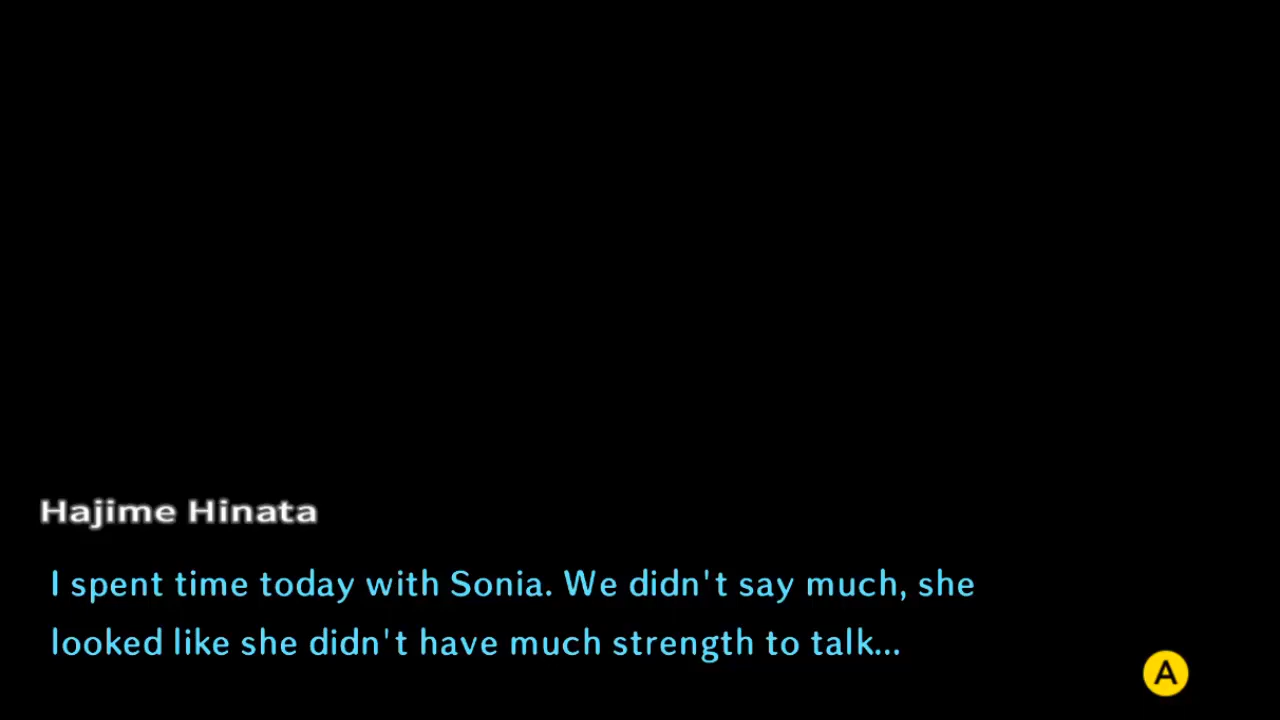 Hajime Hinata
I spent time today with Sonia. We didn't say much, she
looked like she didn't have much strength to talk...
A